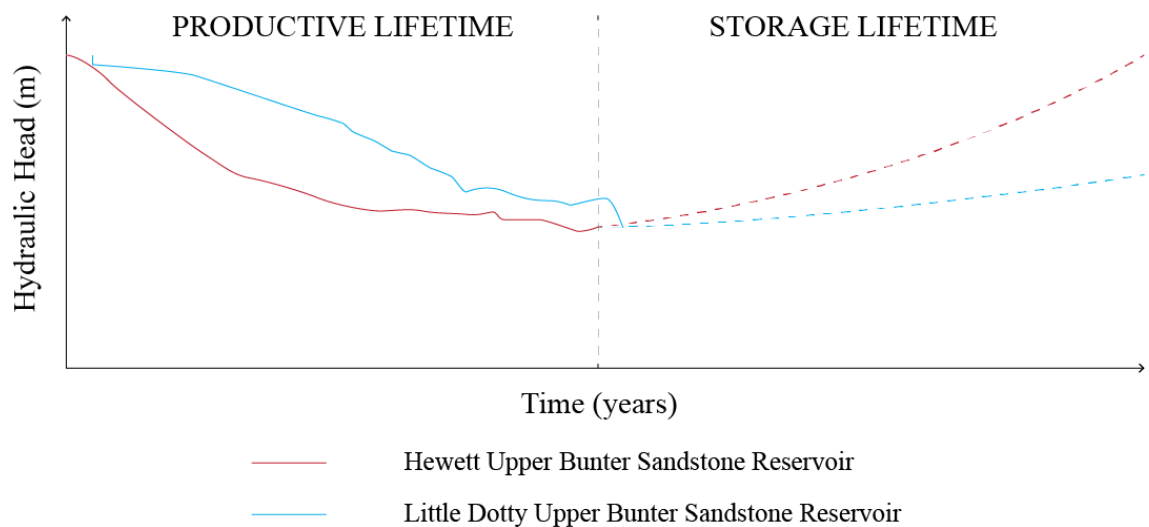 PRODUCTIVE LIFETIME
STORAGE LIFETIME
Hydraulic Head (m)
Time (years)
Hewett Upper Bunter Sandstone Reservoir
Little Dotty Upper Bunter Sandstone Reservoir